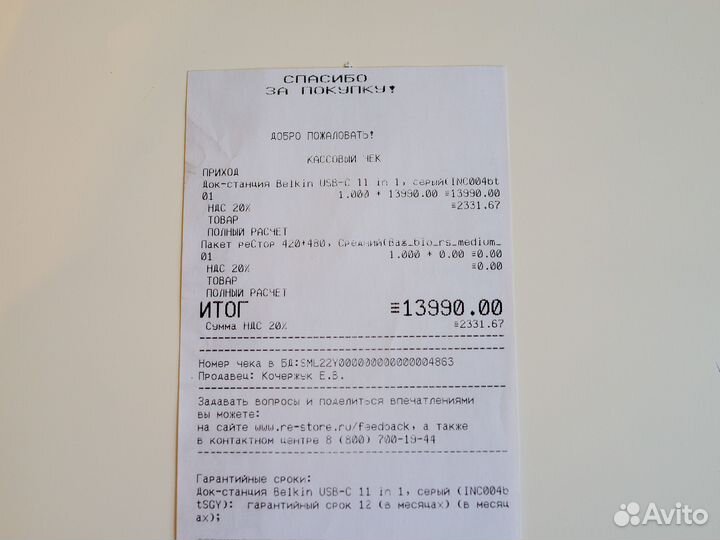 СПАСИБО
ЗА ПОКУПКУ!
ДОБРО ПОЖАЛОВАТЬ!
КАССОВЫЙ ЧЕК
ПРИХОД
Док-станция Belkin USB-C 11 in 1, серый(INC004bt
01 1.000 * 13990.00 ≡13990.00
НДС 20% ≡2331.67
ТОВАР
ПОЛНЫЙ РАСЧЕТ
Пакет реСтор 420*480, Средний(Bag_bio_rs_medium_
01 1.000 * 0.00 ≡0.00
НДС 20% ≡0.00
ТОВАР
ПОЛНЫЙ РАСЧЕТ
ИТОГ ≡13990.00
Сумма НДС 20% ≡2331.67
Номер чека в БД:SML22Y000000000000004863
Продавец: Кочержук Е.В.
Задавать вопросы и поделиться впечатлениями
вы можете:
на сайте www.re-store.ru/feedback, а также
в контактном центре 8 (800) 700-19-44
Гарантийные сроки:
Док-станция Belkin USB-C 11 in 1, серый (INC004b
tSGY): гарантийный срок 12 (в месяцах) (в месяц
ах);
Avito